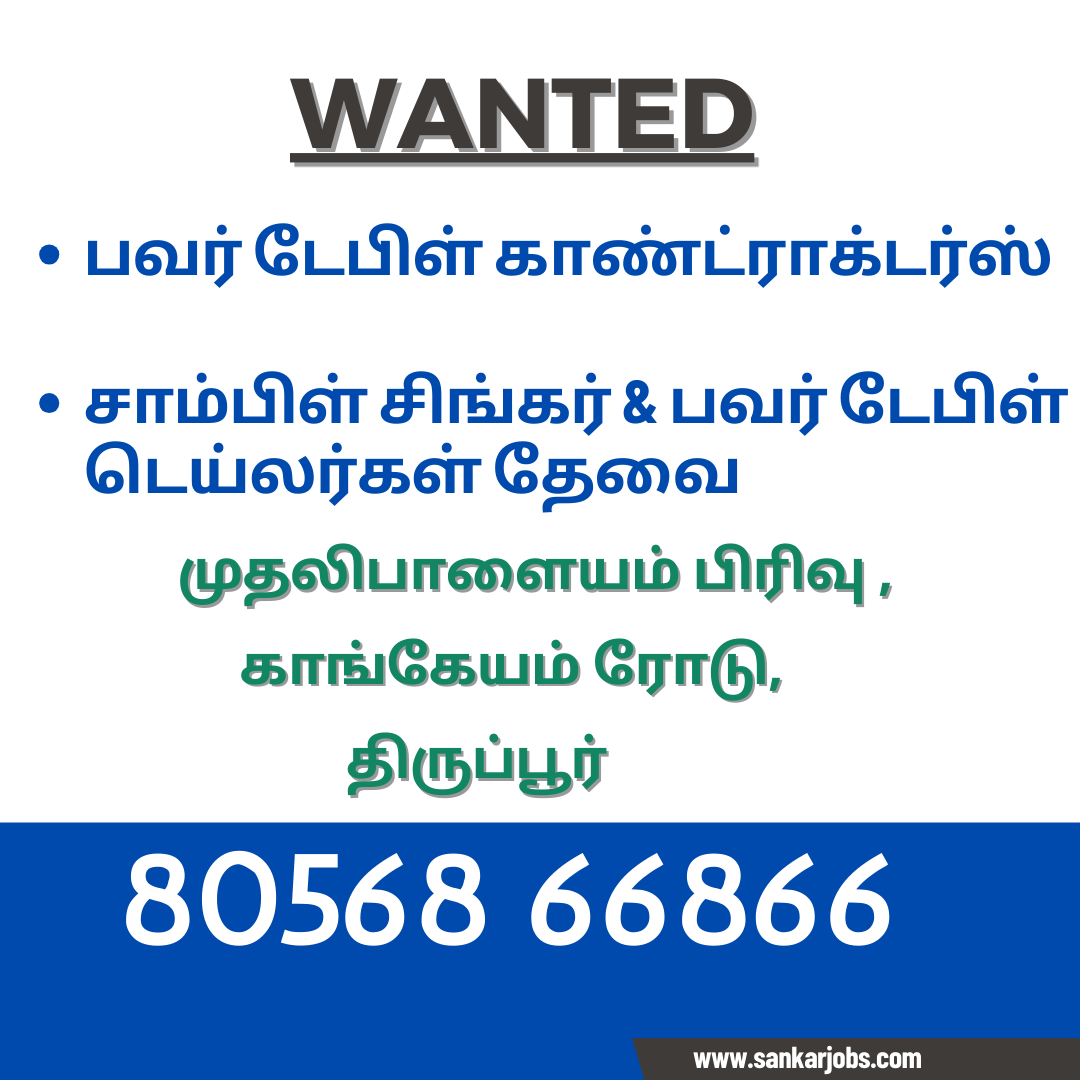 WANTED
• பவர் டேபிள் காண்ட்ராக்டர்ஸ்
• சாம்பிள் சிங்கர் & பவர் டேபிள்
டெய்லர்கள் தேவை
முதலிபாளையம் பிரிவு ,
காங்கேயம் ரோடு,
திருப்பூர்
80568 66866
www.sankarjobs.com